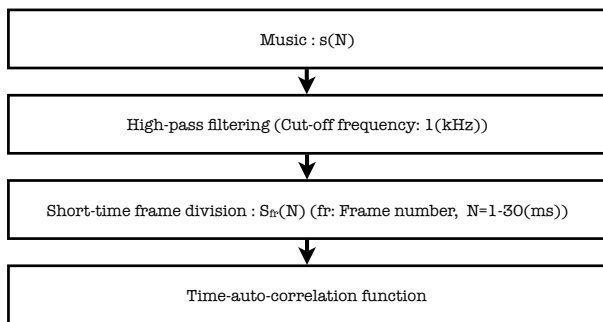 Music : s(N)
High-pass filtering (Cut-off frequency: 1(kHz))
Short-time frame division : Sfr(N) (fr: Frame number, N=1-30(ms))
Time-auto-correlation function